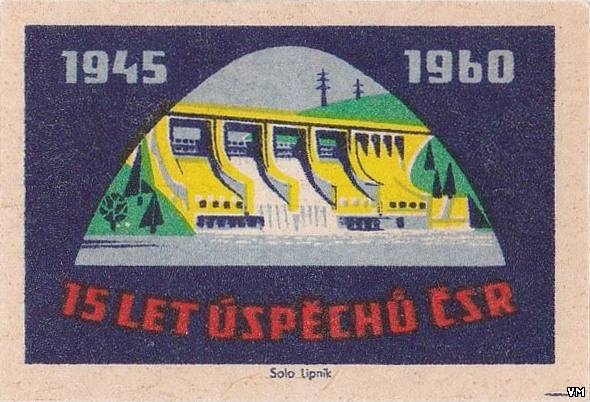 1945 1960
15 LET ÚSPĚCHŮ ČSR
Solo Lipník
VM